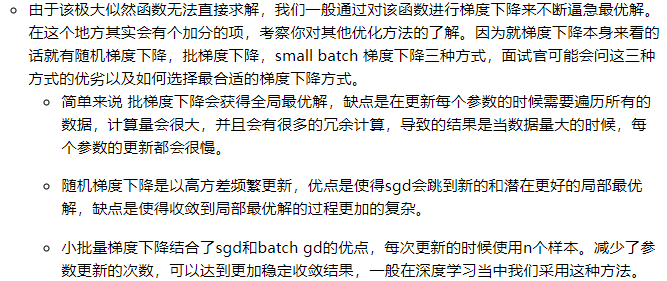 由于该极大似然函数无法直接求解，我们一般通过对该函数进行梯度下降来不断逼急最优解。
在这个地方其实会有个加分的项，考察你对其他优化方法的了解。因为就梯度下降本身来看的
话就有随机梯度下降，批梯度下降，small batch 梯度下降三种方式，面试官可能会问这三种
方式的优劣以及如何选择最合适的梯度下降方式。
简单来说 批梯度下降会获得全局最优解，缺点是在更新每个参数的时候需要遍历所有的
数据，计算量会很大，并且会有很多的冗余计算，导致的结果是当数据量大的时候，每
个参数的更新都会很慢。
随机梯度下降是以高方差频繁更新，优点是使得sgd会跳到新的和潜在更好的局部最优
解，缺点是使得收敛到局部最优解的过程更加的复杂。
小批量梯度下降结合了sgd和batch gd的优点，每次更新的时候使用n个样本。减少了参
数更新的次数，可以达到更加稳定收敛结果，一般在深度学习当中我们采用这种方法。